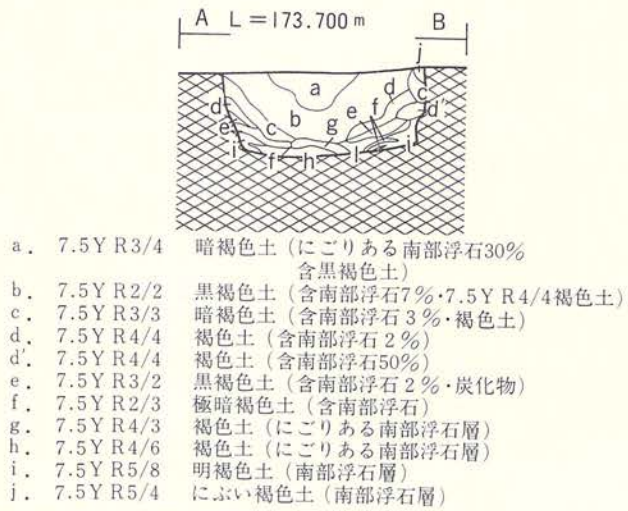 A L=173.700m B
j
a
d c
d b e f d'
e c g
i f h l i
a. 7.5YR3/4 暗褐色土(にごりある南部浮石30%
含黒褐色土)
b. 7.5YR2/2 黒褐色土(含南部浮石7%・7.5YR4/4褐色土)
c. 7.5YR3/3 暗褐色土(含南部浮石3%・褐色土)
d. 7.5YR4/4 褐色土(含南部浮石2%)
d'. 7.5YR4/4 褐色土(含南部浮石50%)
e. 7.5YR3/2 黒褐色土(含南部浮石2%・炭化物)
f. 7.5YR2/3 極暗褐色土(含南部浮石)
g. 7.5YR4/3 褐色土(にごりある南部浮石層)
h. 7.5YR4/6 褐色土(にごりある南部浮石層)
i. 7.5YR5/8 明褐色土(南部浮石層)
j. 7.5YR5/4 にぶい褐色土(南部浮石層)